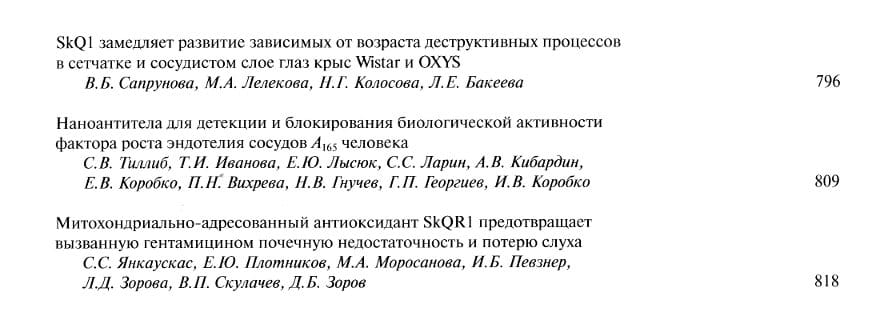 SkQ1 замедляет развитие зависимых от возраста деструктивных процессов
в сетчатке и сосудистом слое глаз крыс Wistar и OXYS
В.Б. Сапрунова, М.А. Лелекова, Н.Г. Колосова, Л.Е. Бакеева 796
Наноантитела для детекции и блокирования биологической активности
фактора роста эндотелия сосудов A165 человека
С.В. Тиллиб, Т.И. Иванова, Е.Ю. Лысюк, С.С. Ларин, А.В. Кибардин,
Е.В. Коробко, П.Н. Вихрева, Н.В. Гнучев, Г.П. Георгиев, И.В. Коробко 809
Митохондриально-адресованный антиоксидант SkQR1 предотвращает
вызванную гентамицином почечную недостаточность и потерю слуха
С.С. Янкаускас, Е.Ю. Плотников, М.А. Моросанова, И.Б. Певзнер,
Л.Д. Зорова, В.П. Скулачев, Д.Б. Зоров 818